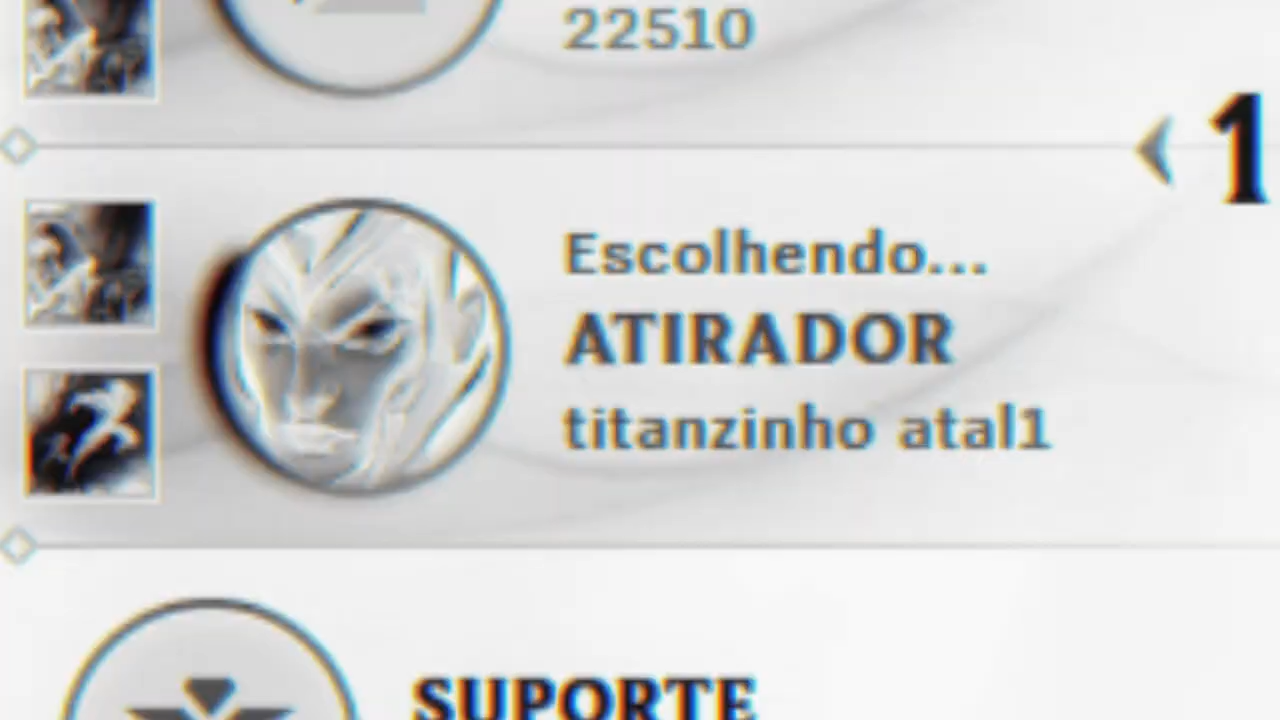 22510
1
Escolhendo...
ATIRADOR
titanzinho atal1
SUPORTE